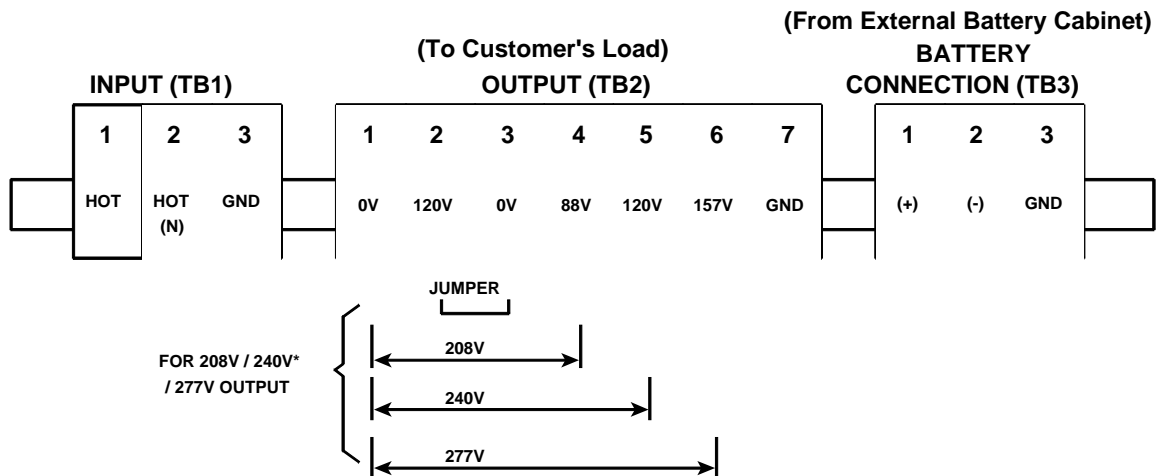 (From External Battery Cabinet)
(To Customer's Load)
BATTERY
INPUT (TB1)
OUTPUT (TB2)
CONNECTION (TB3)
1 2 3
1 2 3 4 5 6 7
1 2 3
HOT HOT GND
(N)
0V 120V 0V 88V 120V 157V GND
(+) (-) GND
JUMPER
208V
FOR 208V / 240V*
/ 277V OUTPUT
240V
277V